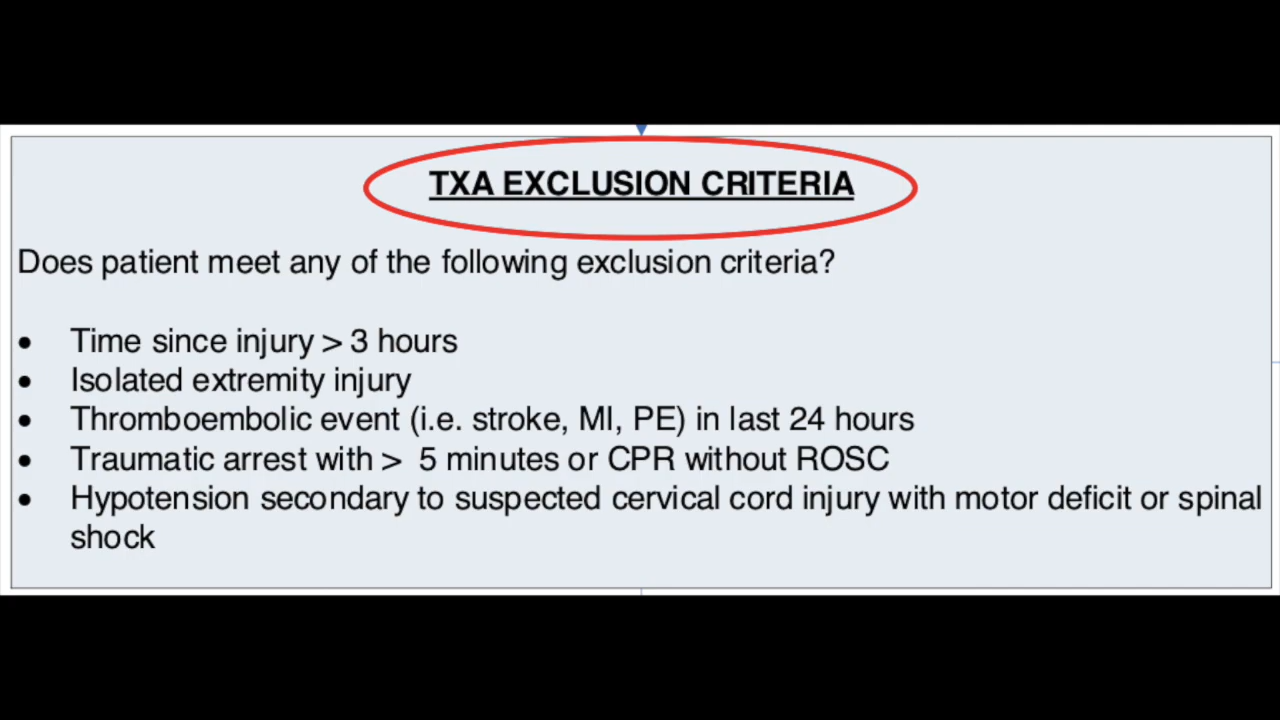 TXA EXCLUSION CRITERIA
Does patient meet any of the following exclusion criteria?
• Time since injury > 3 hours
• Isolated extremity injury
• Thromboembolic event (i.e. stroke, MI, PE) in last 24 hours
• Traumatic arrest with >  5 minutes or CPR without ROSC
• Hypotension secondary to suspected cervical cord injury with motor deficit or spinal
shock